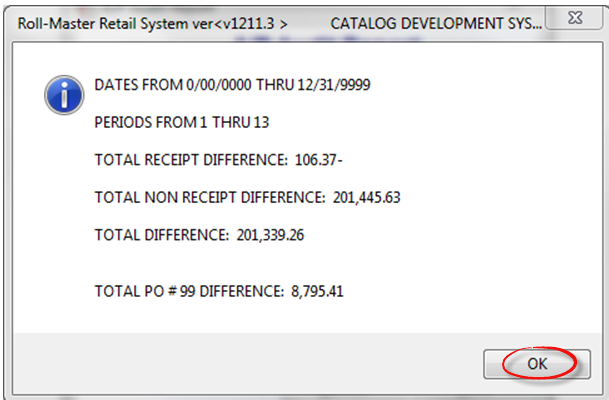 Roll-Master Retail System ver<v1211.3 > CATALOG DEVELOPMENT SYS...
DATES FROM 0/00/0000 THRU 12/31/9999
PERIODS FROM 1 THRU 13
TOTAL RECEIPT DIFFERENCE: 106.37-
TOTAL NON RECEIPT DIFFERENCE: 201,445.63
TOTAL DIFFERENCE: 201,339.26
TOTAL PO # 99 DIFFERENCE: 8,795.41
OK